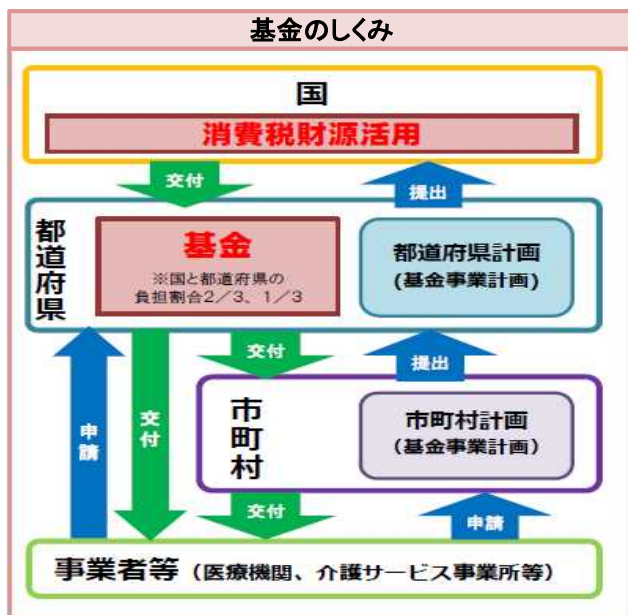 基金のしくみ
国
消費税財源活用
交付
提出
都道府県
基金
※国と都道府県の
負担割合2／3、1／3
都道府県計画
(基金事業計画)
交付
提出
申請
交付
市町村
市町村計画
(基金事業計画)
交付
申請
事業者等（医療機関、介護サービス事業所等）